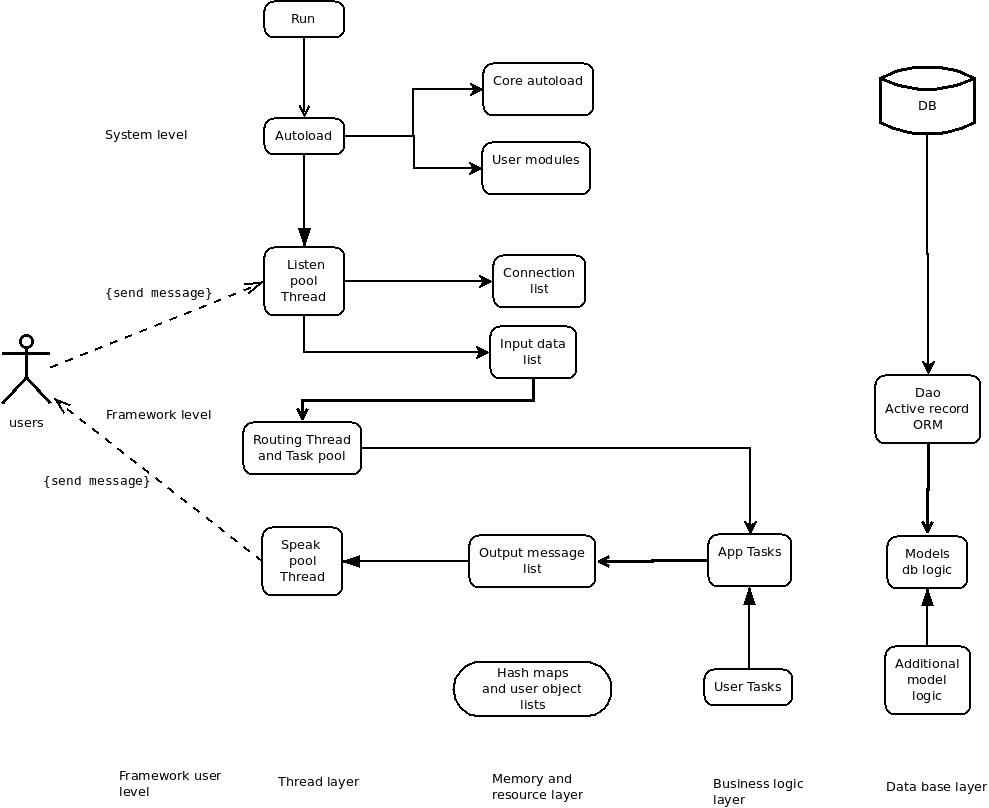 Run
Core autoload
DB
System level
Autoload
User modules
Listen
pool
Thread
Connection
list
{send message}
Input data
list
users
Framework level
Dao
Active record
ORM
Routing Thread
and Task pool
{send message}
Speak
pool
Thread
Output message
list
App Tasks
Models
db logic
Hash maps
and user object
lists
User Tasks
Additional
model
logic
Framework user
level
Thread layer
Memory and
resource layer
Business logic
layer
Data base layer